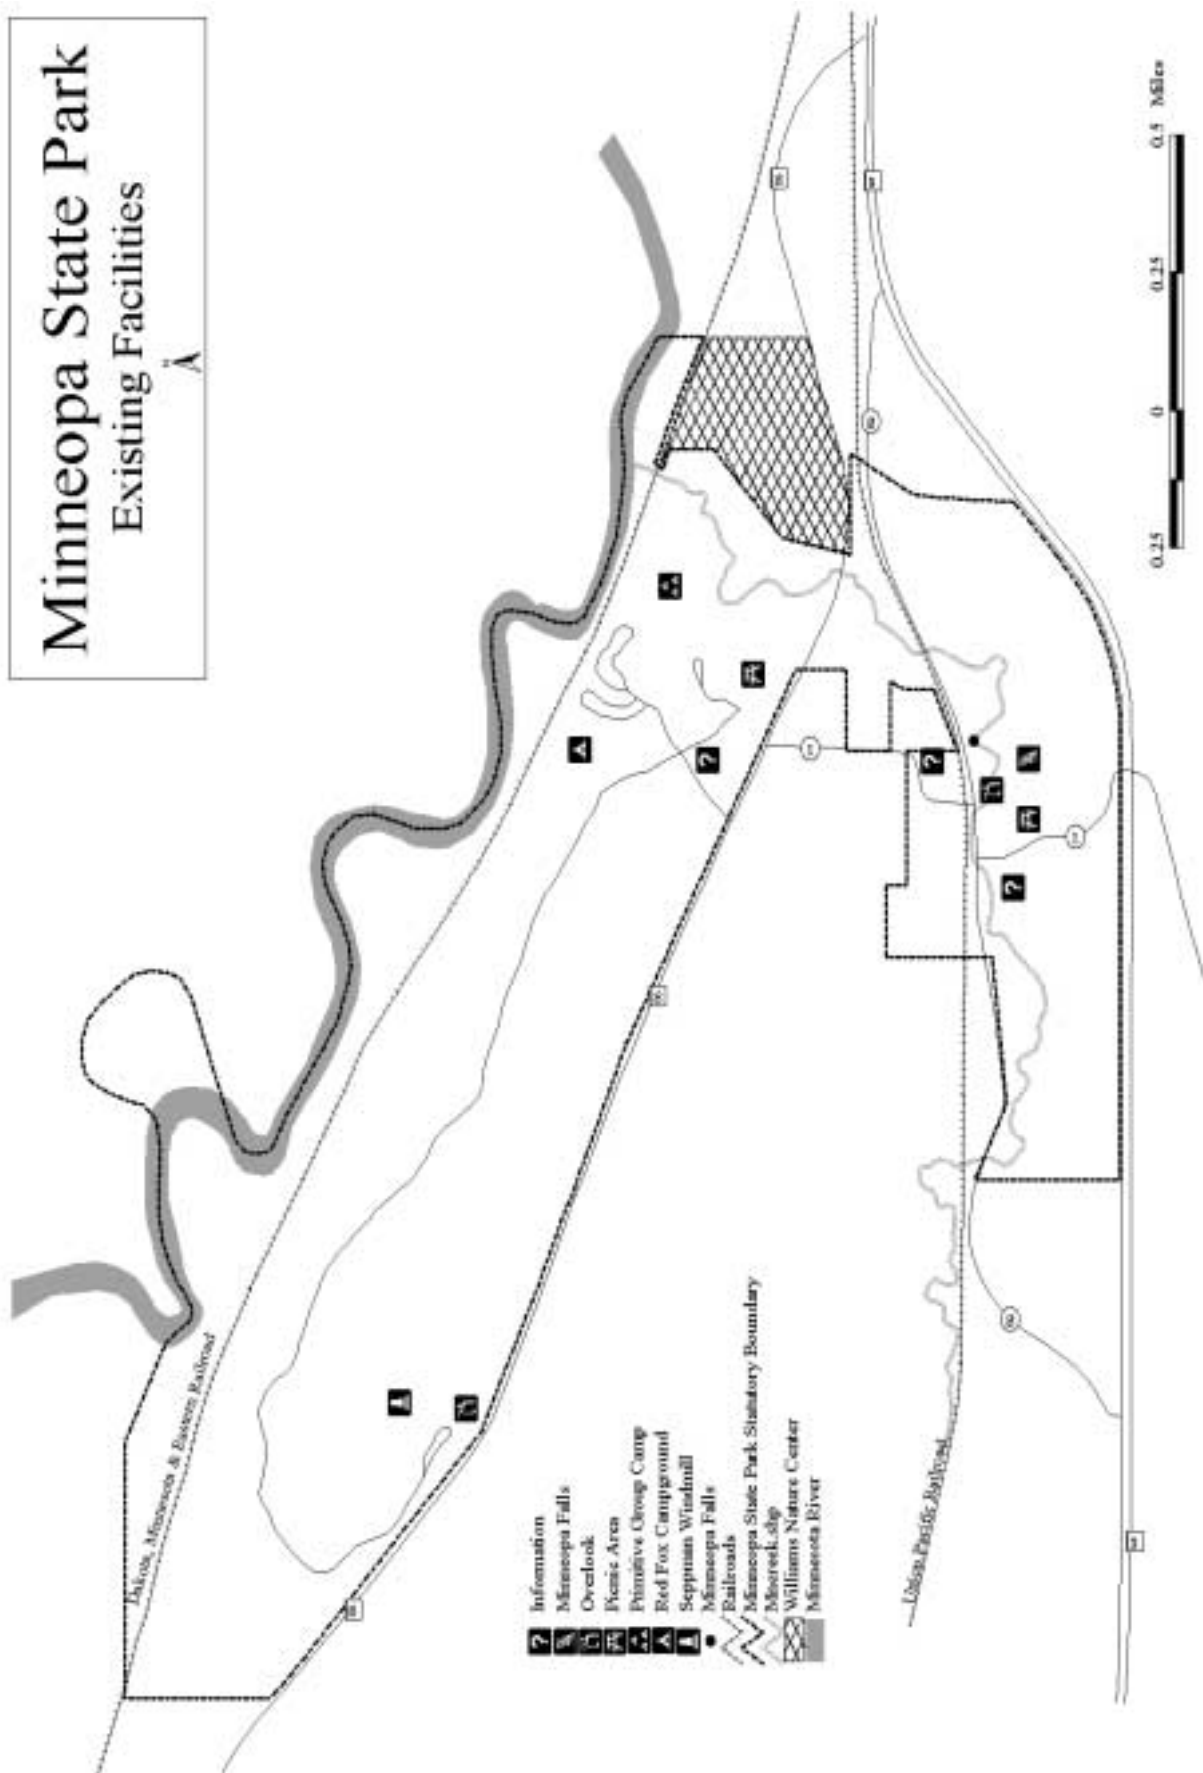 Minneopa State Park
Existing Facilities
N
Dakota, Minnesota & Eastern Railroad
Union Pacific Railroad
Information
Minneopa Falls
Overlook
Picnic Area
Primitive Group Camp
Red Fox Campground
Seppman Windmill
Minneopa Falls
Railroads
Minneopa State Park Statutory Boundary
Williams Nature Center
Minnesota River
0.25 0 0.25 0.5 Miles